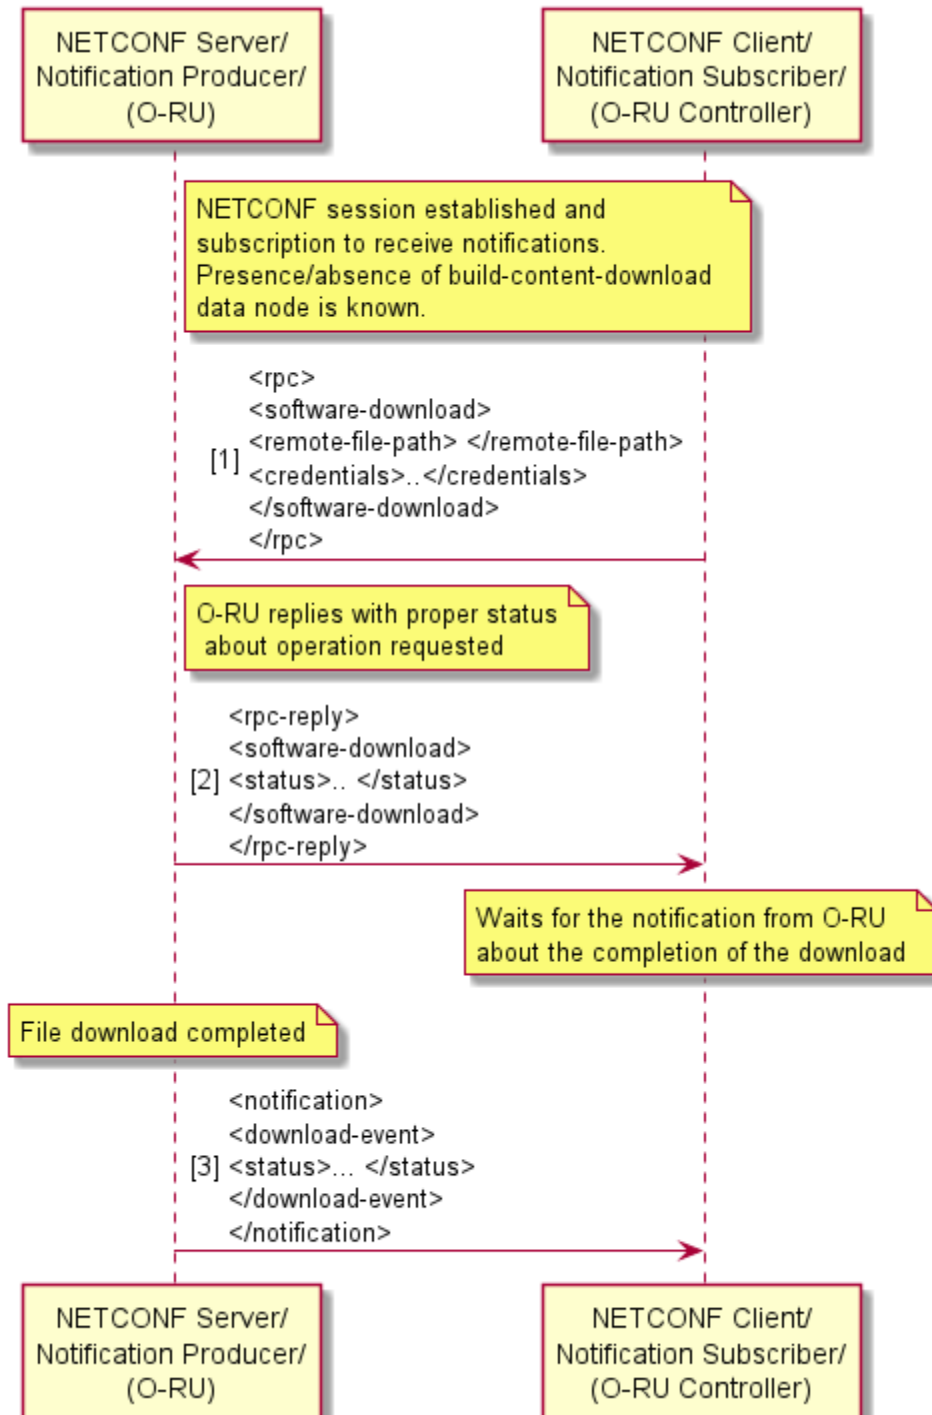 NETCONF Server/
Notification Producer/
(O-RU)
NETCONF Client/
Notification Subscriber/
(O-RU Controller)
NETCONF session established and
subscription to receive notifications.
Presence/absence of build-content-download
data node is known.
<rpc>
<software-download>
<remote-file-path> </remote-file-path>
[1]
<credentials>..</credentials>
</software-download>
</rpc>
O-RU replies with proper status
about operation requested
<rpc-reply>
<software-download>
[2] <status>.. </status>
</software-download>
</rpc-reply>
Waits for the notification from O-RU
about the completion of the download
File download completed
<notification>
<download-event>
[3] <status>... </status>
</download-event>
</notification>
NETCONF Server/
Notification Producer/
(O-RU)
NETCONF Client/
Notification Subscriber/
(O-RU Controller)